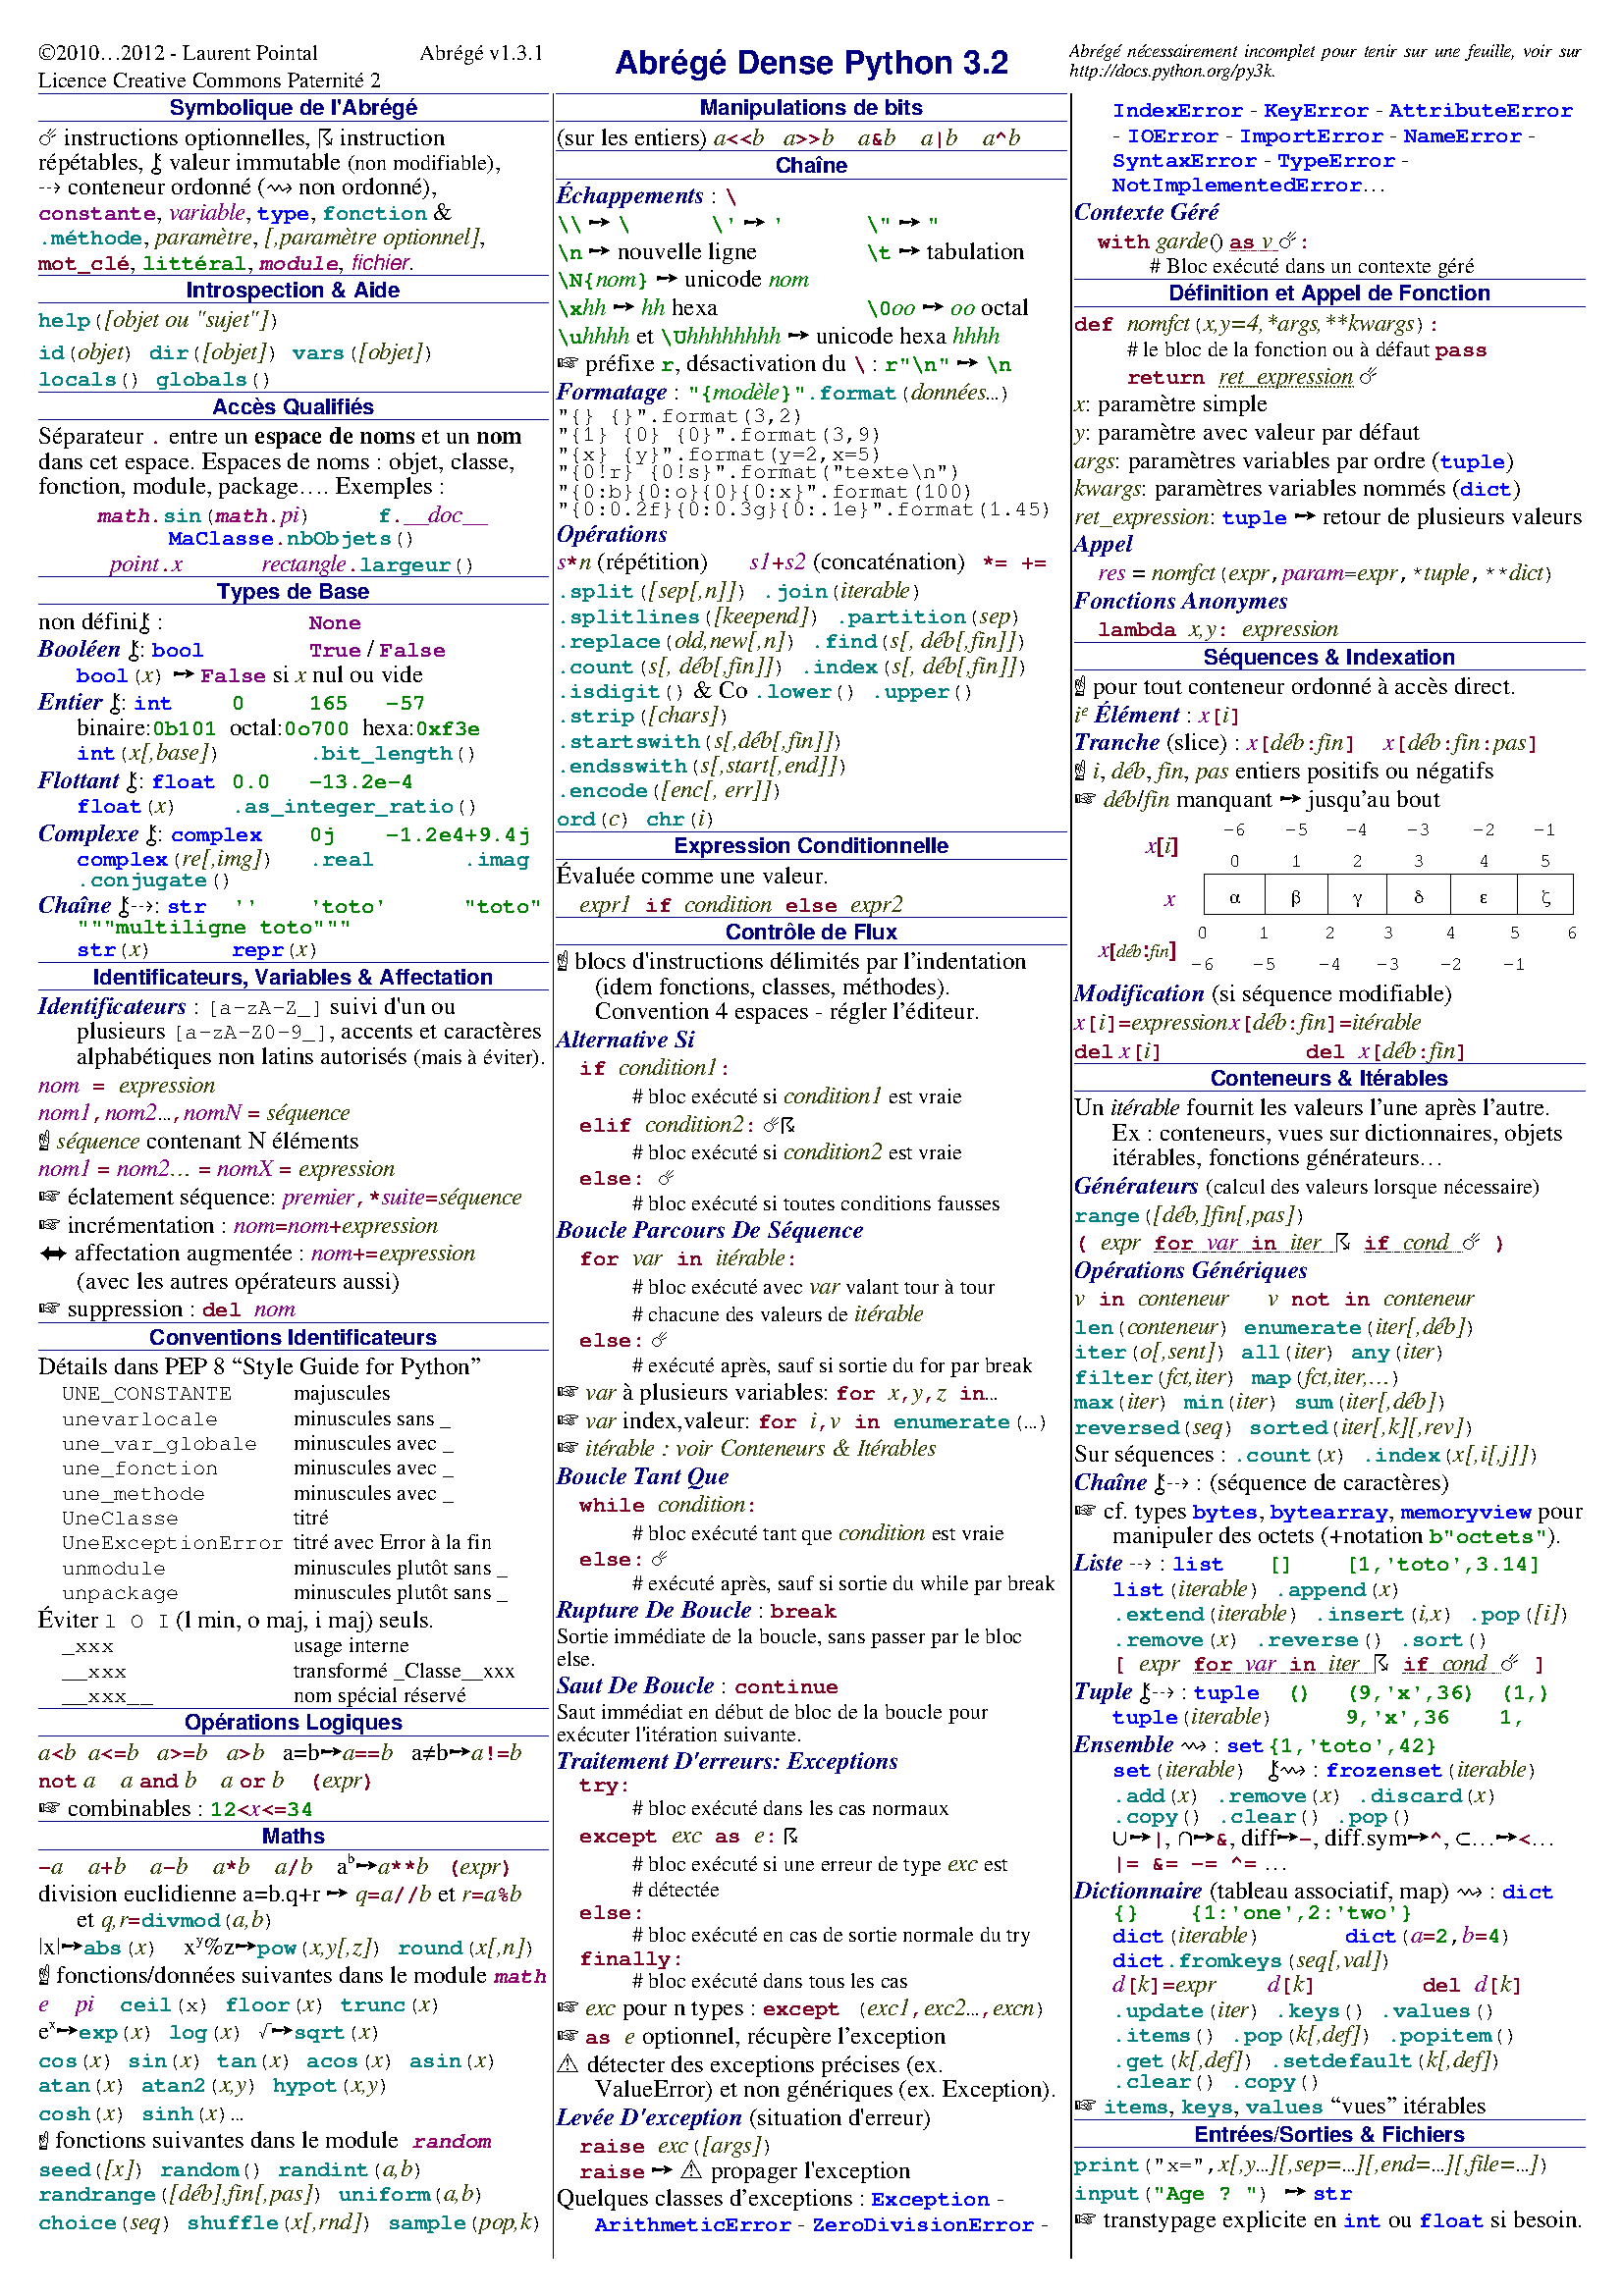 ©2010…2012 - Laurent Pointal Abrégé v1.3.1
Licence Creative Commons Paternité 2
Abrégé Dense Python 3.2
Abrégé nécessairement incomplet pour tenir sur une feuille, voir sur
http://docs.python.org/py3k.
Symbolique de l'Abrégé
instructions optionnelles, instruction
répétables, valeur immutable (non modifiable),
⇢ conteneur ordonné (⇝ non ordonné),
constante, variable, type, fonction &
.méthode, paramètre, [,paramètre optionnel],
mot_clé, littéral, module, fichier.
Introspection & Aide
help([objet ou "sujet"])
id(objet) dir([objet]) vars([objet])
locals() globals()
Accès Qualifiés
Séparateur . entre un espace de noms et un nom
dans cet espace. Espaces de noms : objet, classe,
fonction, module, package…. Exemples :
math.sin(math.pi) f.__doc__
MaClasse.nbObjets()
point.x rectangle.largeur()
Types de Base
non défini : None
Booléen : bool True / False
bool(x) ➙ False si x nul ou vide
Entier : int 0 165 -57
binaire:0b101 octal:0o700 hexa:0xf3e
int(x[,base]) .bit_length()
Flottant : float 0.0 -13.2e-4
float(x) .as_integer_ratio()
Complexe : complex 0j -1.2e4+9.4j
complex(re[,img]) .real .imag
.conjugate()
Chaîne ⇢: str '' 'toto' "toto"
"""multiligne toto"""
str(x) repr(x)
Identificateurs, Variables & Affectation
Identificateurs : [a-zA-Z_] suivi d'un ou
plusieurs [a-zA-Z0-9_], accents et caractères
alphabétiques non latins autorisés (mais à éviter).
nom = expression
nom1,nom2…,nomN = séquence
☝ séquence contenant N éléments
nom1 = nom2… = nomX = expression
☞ éclatement séquence: premier,*suite=séquence
☞ incrémentation : nom=nom+expression
⬌ affectation augmentée : nom+=expression
(avec les autres opérateurs aussi)
☞ suppression : del nom
Conventions Identificateurs
Détails dans PEP 8 “Style Guide for Python”
UNE_CONSTANTE majuscules
unevarlocale minuscules sans _
une_var_globale minuscules avec _
une_fonction minuscules avec _
une_methode minuscules avec _
UneClasse titré
UneExceptionError titré avec Error à la fin
unmodule minuscules plutôt sans _
unpackage minuscules plutôt sans _
Éviter l O I (l min, o maj, i maj) seuls.
_xxx usage interne
__xxx transformé _Classe__xxx
__xxx__ nom spécial réservé
Opérations Logiques
a<b a<=b a>=b a>b a=b➙a==b a≠b➙a!=b
not a a and b a or b (expr)
☞ combinables : 12<x<=34
Maths
-a a+b a-b a*b a/b aᵇ➙a**b (expr)
division euclidienne a=b.q+r ➙ q=a//b et r=a%b
et q,r=divmod(a,b)
|x|➙abs(x) xʸ%z➙pow(x,y[,z]) round(x[,n])
☝ fonctions/données suivantes dans le module math
e pi ceil(x) floor(x) trunc(x)
eˣ➙exp(x) log(x) √➙sqrt(x)
cos(x) sin(x) tan(x) acos(x) asin(x)
atan(x) atan2(x,y) hypot(x,y)
cosh(x) sinh(x)…
☝ fonctions suivantes dans le module random
seed([x]) random() randint(a,b)
randrange([déb],fin[,pas]) uniform(a,b)
choice(seq) shuffle(x[,rnd]) sample(pop,k)
Manipulations de bits
(sur les entiers) a<<b a>>b a&b a|b a^b
Chaîne
Échappements : \
\\ ➙ \ \' ➙ ' \" ➙ "
\n ➙ nouvelle ligne \t ➙ tabulation
\N{nom} ➙ unicode nom
\xhh ➙ hh hexa \0oo ➙ oo octal
\uhhhh et \Uhhhhhhhh ➙ unicode hexa hhhh
☞ préfixe r, désactivation du \ : r"\n" ➙ \n
Formatage : "{modèle}".format(données…)
"{} {}".format(3,2)
"{1} {0} {0}".format(3,9)
"{x} {y}".format(y=2,x=5)
"{0!r} {0!s}".format("texte\n")
"{0:b}{0:o}{0}{0:x}".format(100)
"{0:0.2f}{0:0.3g}{0:.1e}".format(1.45)
Opérations
s*n (répétition) s1+s2 (concaténation) *= +=
.split([sep[,n]]) .join(iterable)
.splitlines([keepend]) .partition(sep)
.replace(old,new[,n]) .find(s[, déb[,fin]])
.count(s[, déb[,fin]]) .index(s[, déb[,fin]])
.isdigit() & Co .lower() .upper()
.strip([chars])
.startswith(s[,déb[,fin]])
.endsswith(s[,start[,end]])
.encode([enc[, err]])
ord(c) chr(i)
Expression Conditionnelle
Évaluée comme une valeur.
expr1 if condition else expr2
Contrôle de Flux
☝ blocs d'instructions délimités par l’indentation
(idem fonctions, classes, méthodes).
Convention 4 espaces - régler l’éditeur.
Alternative Si
if condition1:
# bloc exécuté si condition1 est vraie
elif condition2:
# bloc exécuté si condition2 est vraie
else:
# bloc exécuté si toutes conditions fausses
Boucle Parcours De Séquence
for var in itérable:
# bloc exécuté avec var valant tour à tour
# chacune des valeurs de itérable
else:
# exécuté après, sauf si sortie du for par break
☞ var à plusieurs variables: for x,y,z in…
☞ var index,valeur: for i,v in enumerate(…)
☞ itérable : voir Conteneurs & Itérables
Boucle Tant Que
while condition:
# bloc exécuté tant que condition est vraie
else:
# exécuté après, sauf si sortie du while par break
Rupture De Boucle : break
Sortie immédiate de la boucle, sans passer par le bloc
else.
Saut De Boucle : continue
Saut immédiat en début de bloc de la boucle pour
exécuter l'itération suivante.
Traitement D'erreurs: Exceptions
try:
# bloc exécuté dans les cas normaux
except exc as e:
# bloc exécuté si une erreur de type exc est
# détectée
else:
# bloc exécuté en cas de sortie normale du try
finally:
# bloc exécuté dans tous les cas
☞ exc pour n types : except (exc1,exc2…,excn)
☞ as e optionnel, récupère l’exception
⚠ détecter des exceptions précises (ex.
ValueError) et non génériques (ex. Exception).
Levée D'exception (situation d'erreur)
raise exc([args])
raise ➙ ⚠ propager l'exception
Quelques classes d’exceptions : Exception -
ArithmeticError - ZeroDivisionError -
IndexError - KeyError - AttributeError
- IOError - ImportError - NameError -
SyntaxError - TypeError -
NotImplementedError…
Contexte Géré
with garde() as v :
# Bloc exécuté dans un contexte géré
Définition et Appel de Fonction
def nomfct(x,y=4,*args,**kwargs):
# le bloc de la fonction ou à défaut pass
return ret_expression
x: paramètre simple
y: paramètre avec valeur par défaut
args: paramètres variables par ordre (tuple)
kwargs: paramètres variables nommés (dict)
ret_expression: tuple ➙ retour de plusieurs valeurs
Appel
res = nomfct(expr,param=expr,*tuple,**dict)
Fonctions Anonymes
lambda x,y: expression
Séquences & Indexation
☝ pour tout conteneur ordonné à accès direct.
iᵉ Élément : x[i]
Tranche (slice) : x[déb:fin] x[déb:fin:pas]
☝ i, déb, fin, pas entiers positifs ou négatifs
☞ déb/fin manquant ➙ jusqu’au bout
-6 -5 -4 -3 -2 -1
x[i]
0 1 2 3 4 5
x α β γ δ ε ζ
0 1 2 3 4 5 6
x[déb:fin]
-6 -5 -4 -3 -2 -1
Modification (si séquence modifiable)
x[i]=expression x[déb:fin]=itérable
del x[i] del x[déb:fin]
Conteneurs & Itérables
Un itérable fournit les valeurs l’une après l’autre.
Ex : conteneurs, vues sur dictionnaires, objets
itérables, fonctions générateurs…
Générateurs (calcul des valeurs lorsque nécessaire)
range([déb,]fin[,pas])
( expr for var in iter if cond )
Opérations Génériques
v in conteneur v not in conteneur
len(conteneur) enumerate(iter[,déb])
iter(o[,sent]) all(iter) any(iter)
filter(fct,iter) map(fct,iter,…)
max(iter) min(iter) sum(iter[,déb])
reversed(seq) sorted(iter[,k][,rev])
Sur séquences : .count(x) .index(x[,i[,j]])
Chaîne ⇢ : (séquence de caractères)
☞ cf. types bytes, bytearray, memoryview pour
manipuler des octets (+notation b"octets").
Liste ⇢ : list [] [1,'toto',3.14]
list(iterable) .append(x)
.extend(iterable) .insert(i,x) .pop([i])
.remove(x) .reverse() .sort()
[ expr for var in iter if cond ]
Tuple ⇢ : tuple () (9,'x',36) (1,)
tuple(iterable) 9,'x',36 1,
Ensemble ⇝ : set {1,'toto',42}
set(iterable) ⇝ : frozenset(iterable)
.add(x) .remove(x) .discard(x)
.copy() .clear() .pop()
∪➙|, ∩➙&, diff➙-, diff.sym➙^, ⊂…➙<…
|= &= -= ^= …
Dictionnaire (tableau associatif, map) ⇝ : dict
{} {1:'one',2:'two'}
dict(iterable) dict(a=2,b=4)
dict.fromkeys(seq[,val])
d[k]=expr d[k] del d[k]
.update(iter) .keys() .values()
.items() .pop(k[,def]) .popitem()
.get(k[,def]) .setdefault(k[,def])
.clear() .copy()
☞ items, keys, values “vues” itérables
Entrées/Sorties & Fichiers
print("x=",x[,y…][,sep=…][,end=…][,file=…])
input("Age ? ") ➙ str
☞ transtypage explicite en int ou float si besoin.